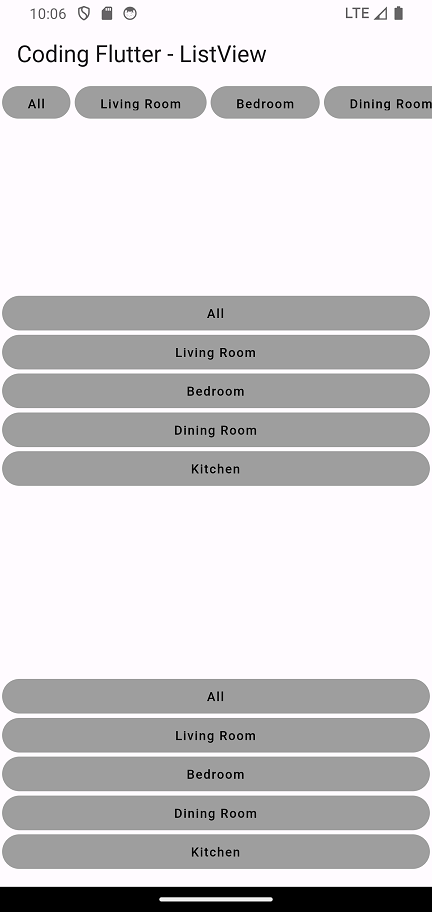 10:06 LTE
Coding Flutter - ListView
All Living Room Bedroom Dining Room
All
Living Room
Bedroom
Dining Room
Kitchen
All
Living Room
Bedroom
Dining Room
Kitchen